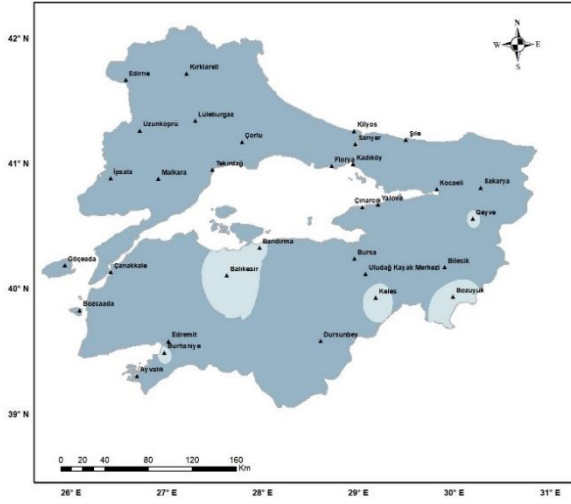 42° N
N
W E
S
Kırklareli
Edirne
Lüleburgaz
Uzunköprü
Kilyos
Sarıyer
Şile
Çorlu
41° N
Florya
Kadıköy
Tekirdağ
İpsala
Malkara
Kocaeli
Sakarya
Çınarcık
Yalova
Geyve
Bandırma
Bursa
Göçeada
Çanakkale
Balıkesir
Uludağ Kayak Merkezi
Bilecik
40° N
Keles
Bozüyük
Bozcaada
Edremit
Dursunbey
Burhaniye
Ayvalık
39° N
0 20 40 80 120 160
Km
26° E 27° E 28° E 29° E 30° E 31° E